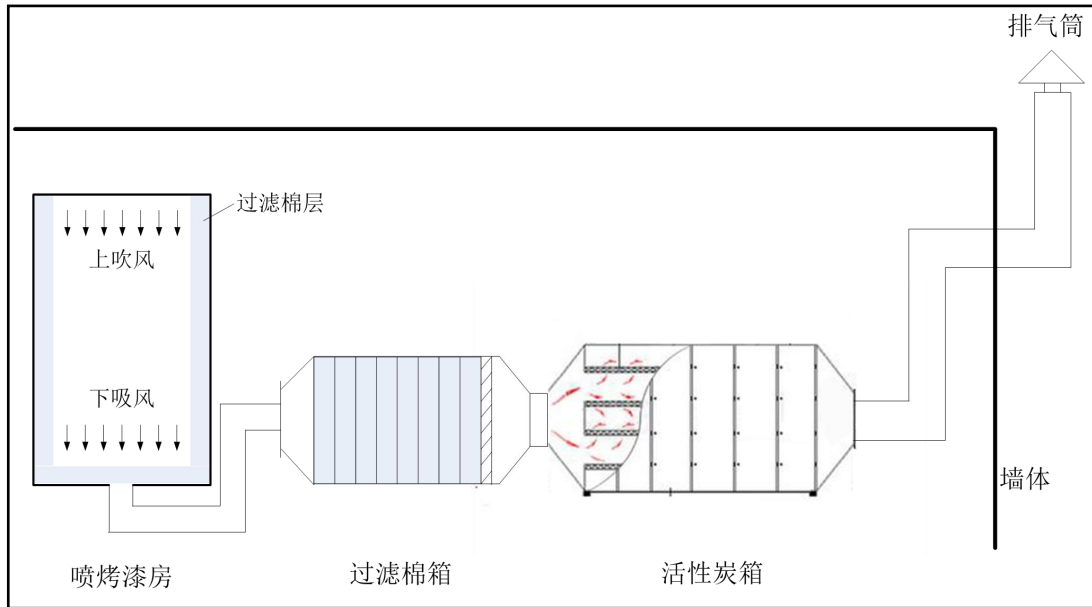 排气筒
过滤棉层
上吹风
下吸风
墙体
喷烤漆房
过滤棉箱
活性炭箱